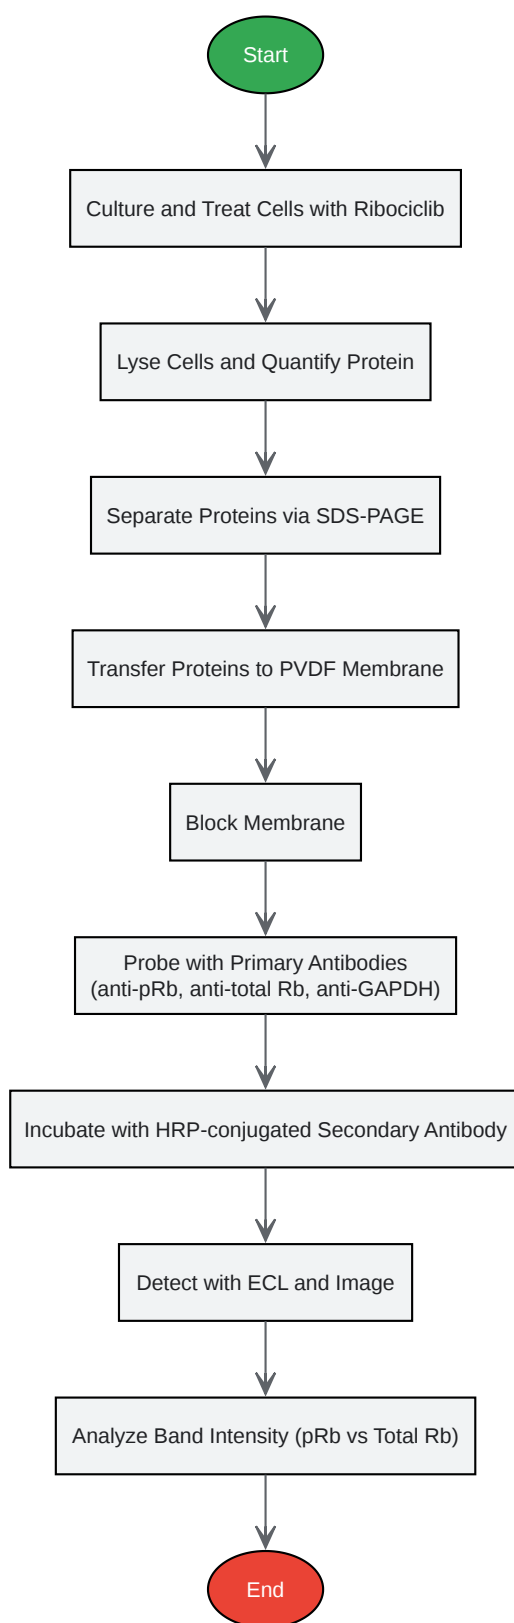 Start
Culture and Treat Cells with Ribociclib
Lyse Cells and Quantify Protein
Separate Proteins via SDS-PAGE
Transfer Proteins to PVDF Membrane
Block Membrane
Probe with Primary Antibodies
(anti-pRb, anti-total Rb, anti-GAPDH)
Incubate with HRP-conjugated Secondary Antibody
Detect with ECL and Image
Analyze Band Intensity (pRb vs Total Rb)
End